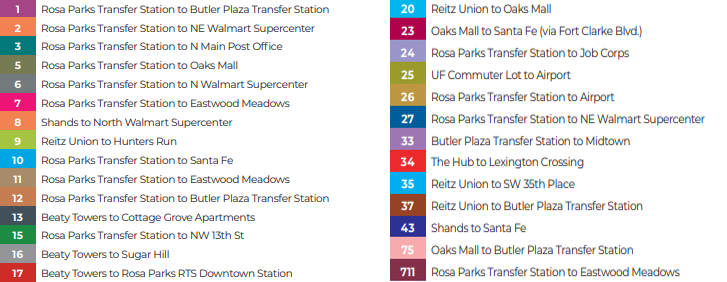 1 Rosa Parks Transfer Station to Butler Plaza Transfer Station
2 Rosa Parks Transfer Station to NE Walmart Supercenter
3 Rosa Parks Transfer Station to N Main Post Office
5 Rosa Parks Transfer Station to Oaks Mall
6 Rosa Parks Transfer Station to N Walmart Supercenter
7 Rosa Parks Transfer Station to Eastwood Meadows
8 Shands to North Walmart Supercenter
9 Reitz Union to Hunters Run
10 Rosa Parks Transfer Station to Santa Fe
11 Rosa Parks Transfer Station to Eastwood Meadows
12 Rosa Parks Transfer Station to Butler Plaza Transfer Station
13 Beaty Towers to Cottage Grove Apartments
15 Rosa Parks Transfer Station to NW 13th St
16 Beaty Towers to Sugar Hill
17 Beaty Towers to Rosa Parks RTS Downtown Station
20 Reitz Union to Oaks Mall
23 Oaks Mall to Santa Fe (via Fort Clarke Blvd.)
24 Rosa Parks Transfer Station to Job Corps
25 UF Commuter Lot to Airport
26 Rosa Parks Transfer Station to Airport
27 Rosa Parks Transfer Station to NE Walmart Supercenter
33 Butler Plaza Transfer Station to Midtown
34 The Hub to Lexington Crossing
35 Reitz Union to SW 35th Place
37 Reitz Union to Butler Plaza Transfer Station
43 Shands to Santa Fe
75 Oaks Mall to Butler Plaza Transfer Station
711 Rosa Parks Transfer Station to Eastwood Meadows